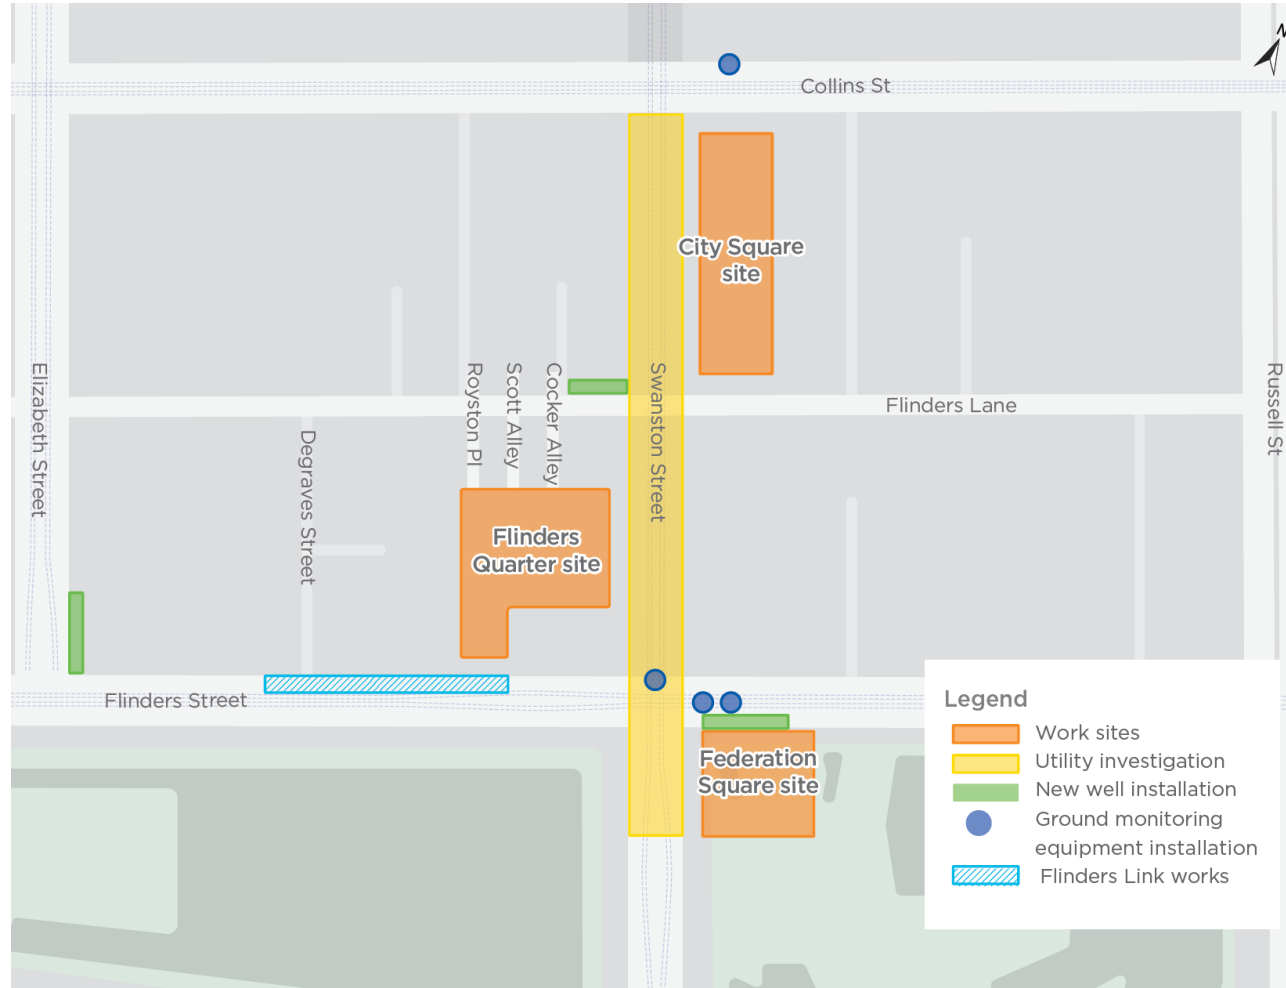 N
Collins St
City Square
site
Elizabeth Street
Royston Pl
Scott Alley
Cocker Alley
Swanston Street
Russell St
Flinders Lane
Degraves Street
Flinders
Quarter site
Flinders Street
Federation
Square site
Legend
Work sites
Utility investigation
New well installation
Ground monitoring
equipment installation
Flinders Link works